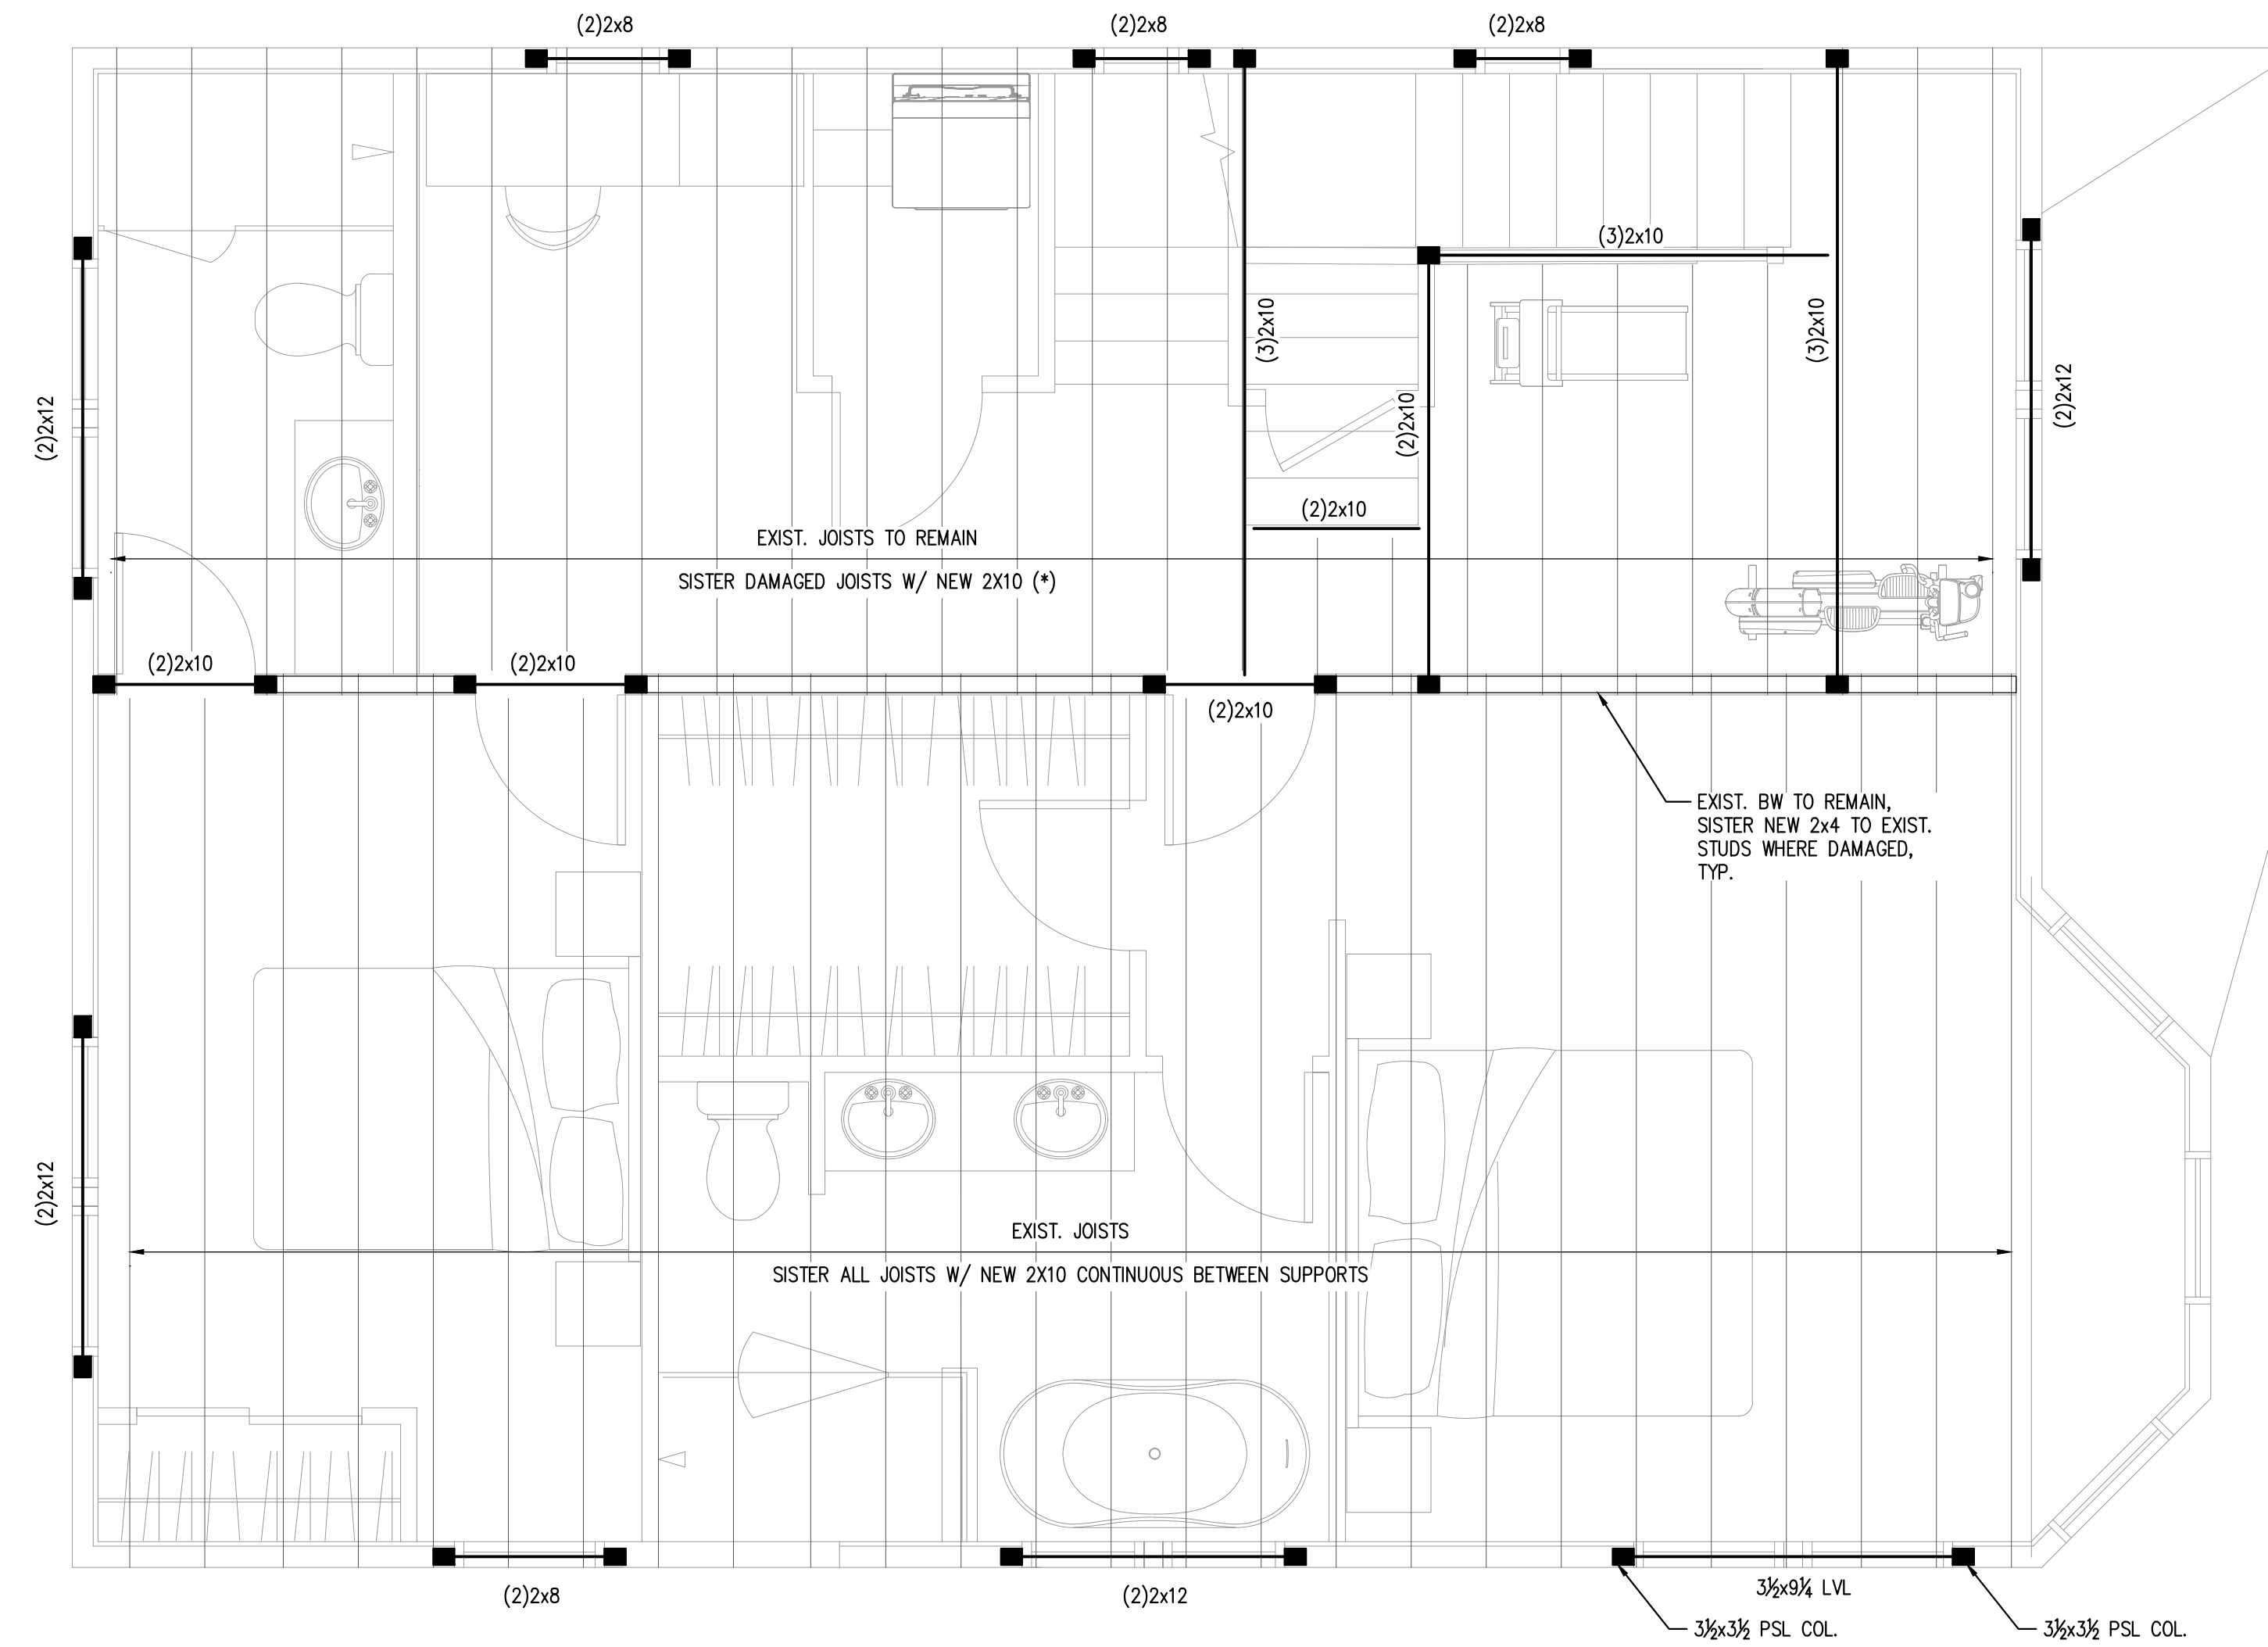 (2)2x8
(2)2x8
(2)2x8
(3)2x10
(3)2x10
(3)2x10
(2)2x12
(2)2x12
(2)2x10
(2)2x10
EXIST. JOISTS TO REMAIN
SISTER DAMAGED JOISTS W/ NEW 2X10 (*)
(2)2x10
(2)2x10
(2)2x10
EXIST. BW TO REMAIN,
SISTER NEW 2x4 TO EXIST.
STUDS WHERE DAMAGED,
TYP.
(2)2x12
EXIST. JOISTS
SISTER ALL JOISTS W/ NEW 2X10 CONTINUOUS BETWEEN SUPPORTS
(2)2x8
(2)2x12
3½x9¼ LVL
3½x3½ PSL COL.
3½x3½ PSL COL.